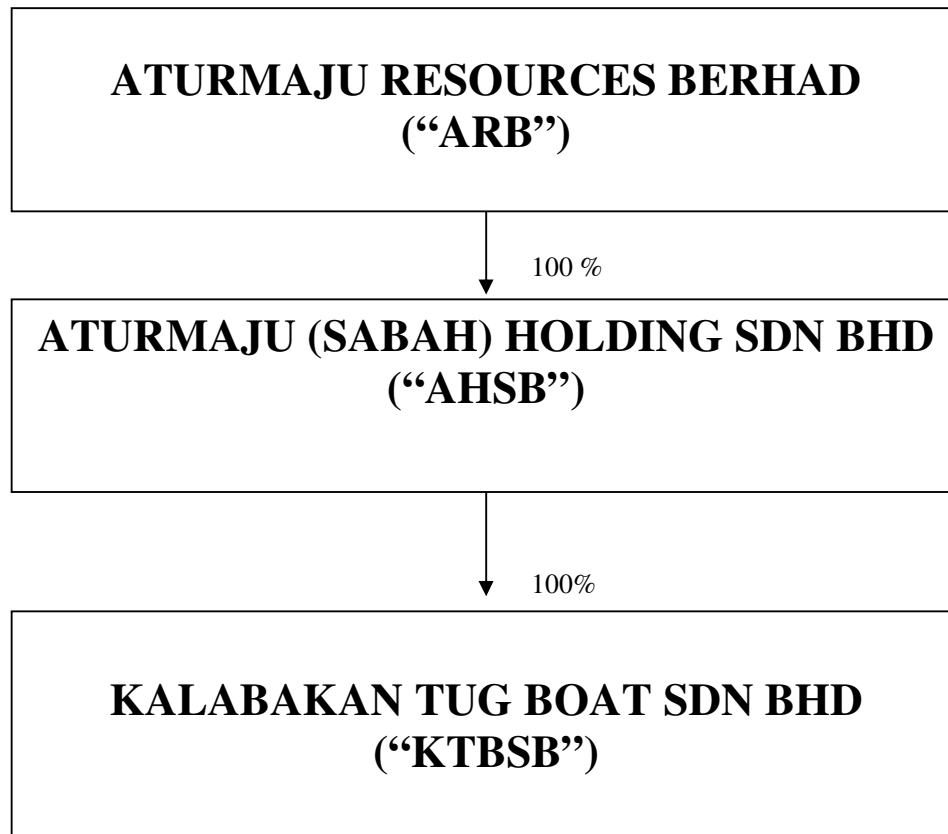 ATURMAJU RESOURCES BERHAD
(“ARB”)
100 %
ATURMAJU (SABAH) HOLDING SDN BHD
(“AHSB”)
100%
KALABAKAN TUG BOAT SDN BHD
(“KTBSB”)